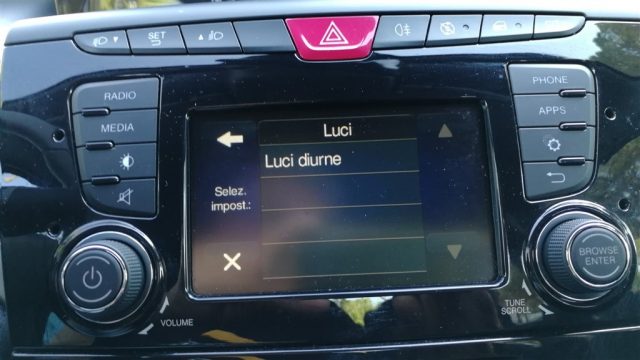 SET
RADIO
MEDIA
VOLUME
Luci
Luci diurne
Selez.
impost.:
PHONE
APPS
BROWSE
ENTER
TUNE
SCROLL